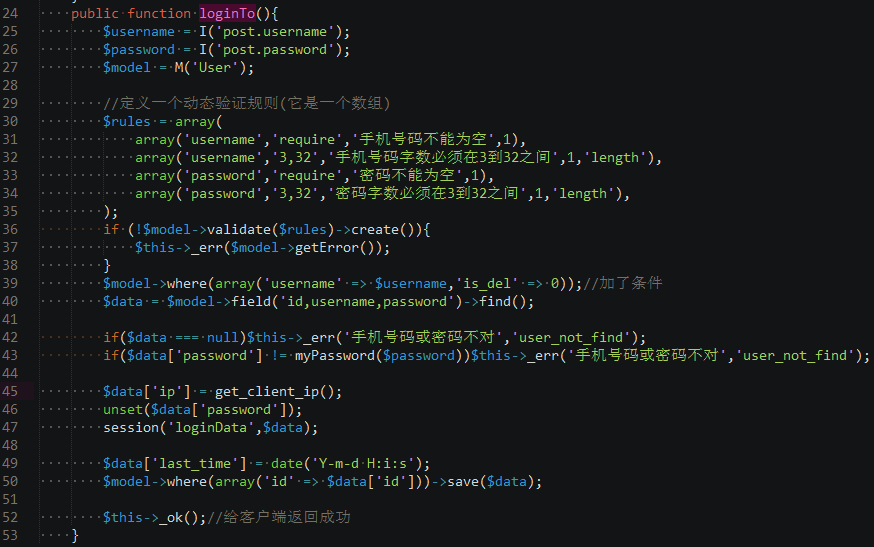 24 public function loginTo(){
25 $username = I('post.username');
26 $password = I('post.password');
27 $model = M('User');
28
29 //定义一个动态验证规则(它是一个数组)
30 $rules = array(
31 array('username','require','手机号码不能为空',1),
32 array('username','3,32','手机号码字数必须在3到32之间',1,'length'),
33 array('password','require','密码不能为空',1),
34 array('password','3,32','密码字数必须在3到32之间',1,'length'),
35 );
36 if (!$model->validate($rules)->create()){
37 $this->_err($model->getError());
38 }
39 $model->where(array('username' => $username,'is_del' => 0));//加了条件
40 $data = $model->field('id,username,password')->find();
41
42 if($data === null)$this->_err('手机号码或密码不对','user_not_find');
43 if($data['password'] != myPassword($password))$this->_err('手机号码或密码不对','user_not_find');
44
45 $data['ip'] = get_client_ip();
46 unset($data['password']);
47 session('loginData',$data);
48
49 $data['last_time'] = date('Y-m-d H:i:s');
50 $model->where(array('id' => $data['id']))->save($data);
51
52 $this->_ok();//给客户端返回成功
53 }